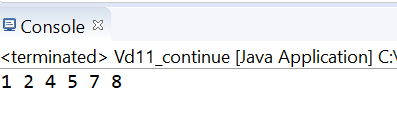 Console
<terminated> Vd11_continue [Java Application] C:\
1 2 4 5 7 8